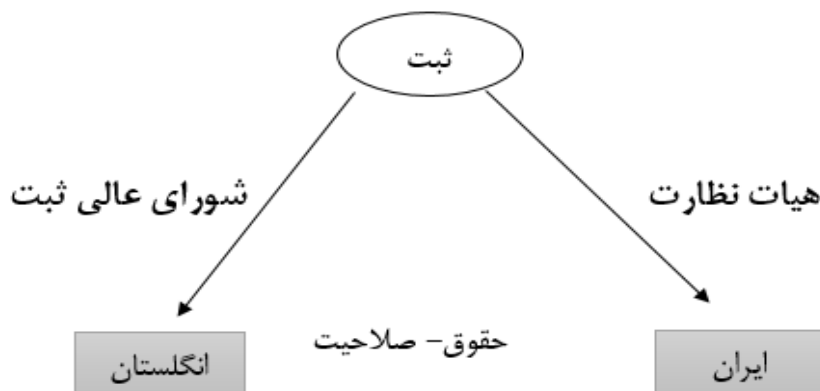 ثبت
هیات نظارت
شورای عالی ثبت
حقوق- صلاحیت
ایران
انگلستان